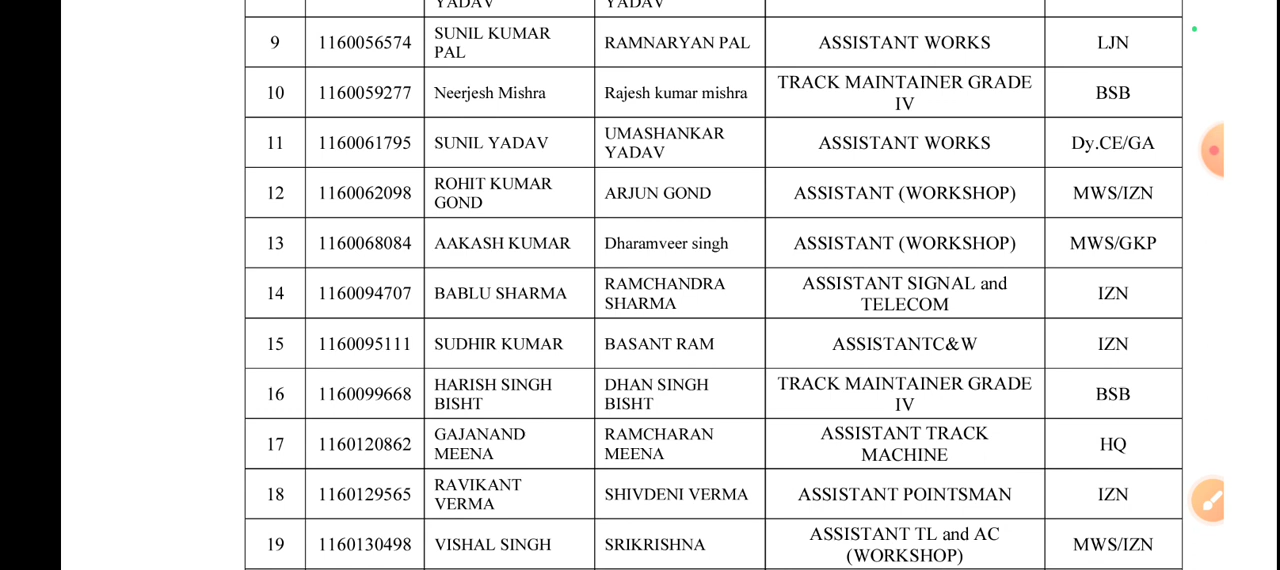 YADAV YADAV
9 1160056574 SUNIL KUMAR PAL RAMNARYAN PAL ASSISTANT WORKS LJN
10 1160059277 Neerjesh Mishra Rajesh kumar mishra TRACK MAINTAINER GRADE IV BSB
11 1160061795 SUNIL YADAV UMASHANKAR YADAV ASSISTANT WORKS Dy.CE/GA
12 1160062098 ROHIT KUMAR GOND ARJUN GOND ASSISTANT (WORKSHOP) MWS/IZN
13 1160068084 AAKASH KUMAR Dharamveer singh ASSISTANT (WORKSHOP) MWS/GKP
14 1160094707 BABLU SHARMA RAMCHANDRA SHARMA ASSISTANT SIGNAL and TELECOM IZN
15 1160095111 SUDHIR KUMAR BASANT RAM ASSISTANTC&W IZN
16 1160099668 HARISH SINGH BISHT DHAN SINGH BISHT TRACK MAINTAINER GRADE IV BSB
17 1160120862 GAJANAND MEENA RAMCHARAN MEENA ASSISTANT TRACK MACHINE HQ
18 1160129565 RAVIKANT VERMA SHIVDENI VERMA ASSISTANT POINTSMAN IZN
19 1160130498 VISHAL SINGH SRIKRISHNA ASSISTANT TL and AC (WORKSHOP) MWS/IZN